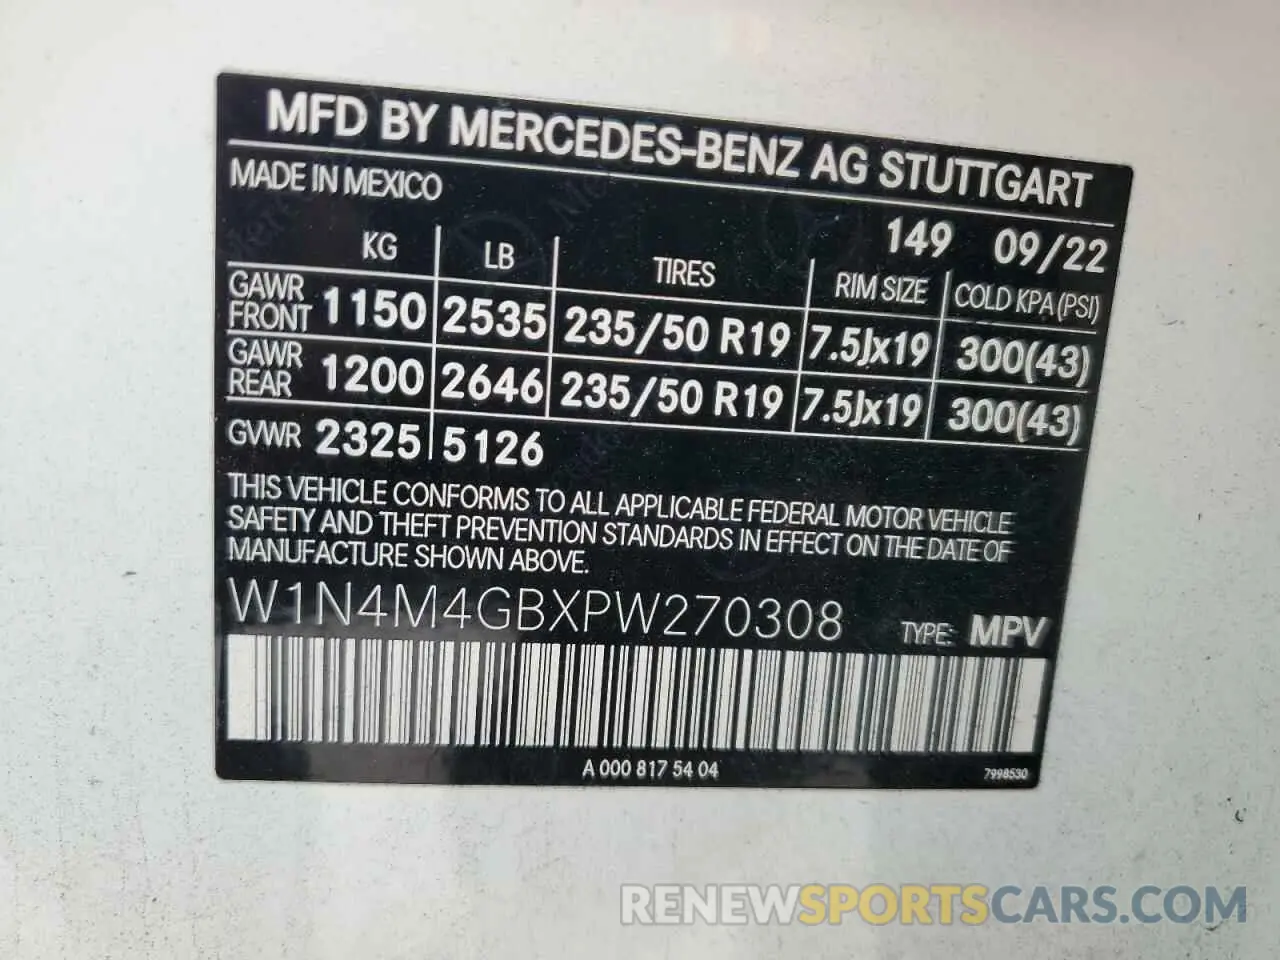 MFD BY MERCEDES-BENZ AG STUTTGART
MADE IN MEXICO
149 09/22
KG LB TIRES RIM SIZE COLD KPA (PSI)
GAWR FRONT 1150 2535 235/50 R19 7.5Jx19 300(43)
GAWR REAR 1200 2646 235/50 R19 7.5Jx19 300(43)
GVWR 2325 5126
THIS VEHICLE CONFORMS TO ALL APPLICABLE FEDERAL MOTOR VEHICLE
SAFETY AND THEFT PREVENTION STANDARDS IN EFFECT ON THE DATE OF
MANUFACTURE SHOWN ABOVE.
W1N4M4GBXPW270308 TYPE: MPV
A 000 817 54 04 7998530
RENEWSPORTSCARS.COM